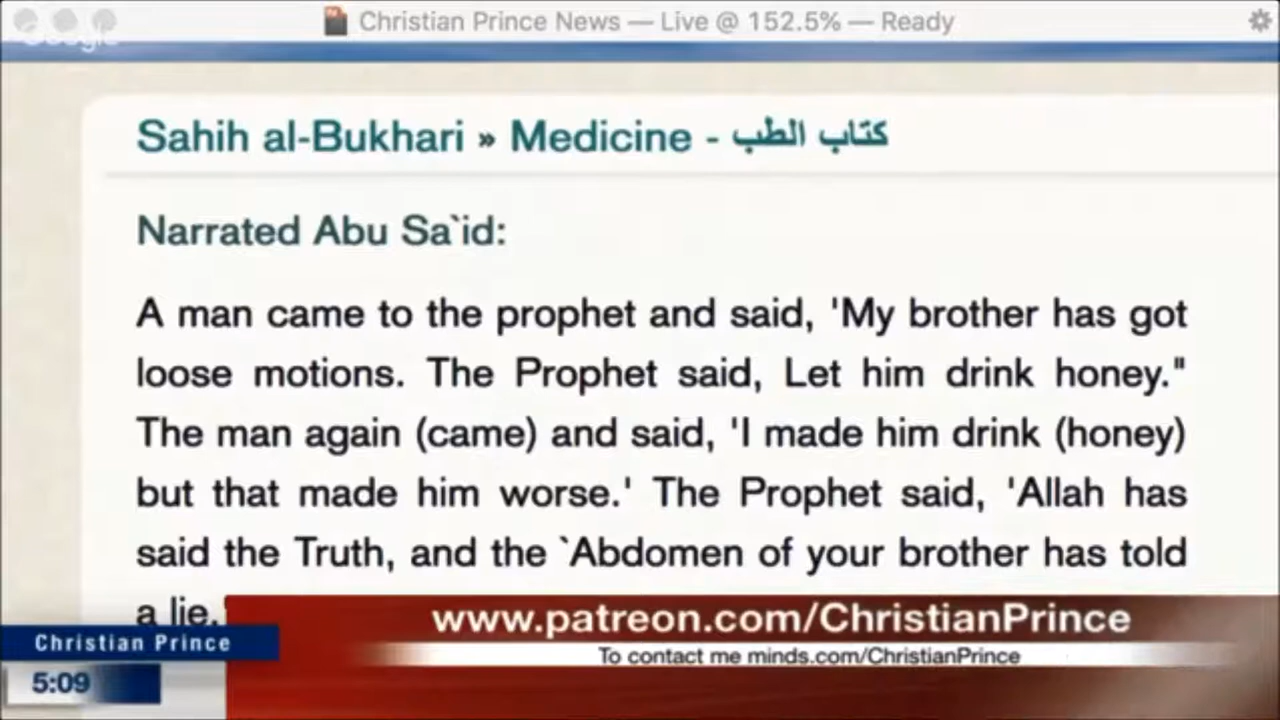 Christian Prince News — Live @ 152.5% — Ready
Google
Sahih al-Bukhari » Medicine - كتاب الطب
Narrated Abu Sa`id:
A man came to the prophet and said, 'My brother has got
loose motions. The Prophet said, Let him drink honey."
The man again (came) and said, 'I made him drink (honey)
but that made him worse.' The Prophet said, 'Allah has
said the Truth, and the `Abdomen of your brother has told
a lie.'
www.patreon.com/ChristianPrince
To contact me minds.com/ChristianPrince
Christian Prince
5:09